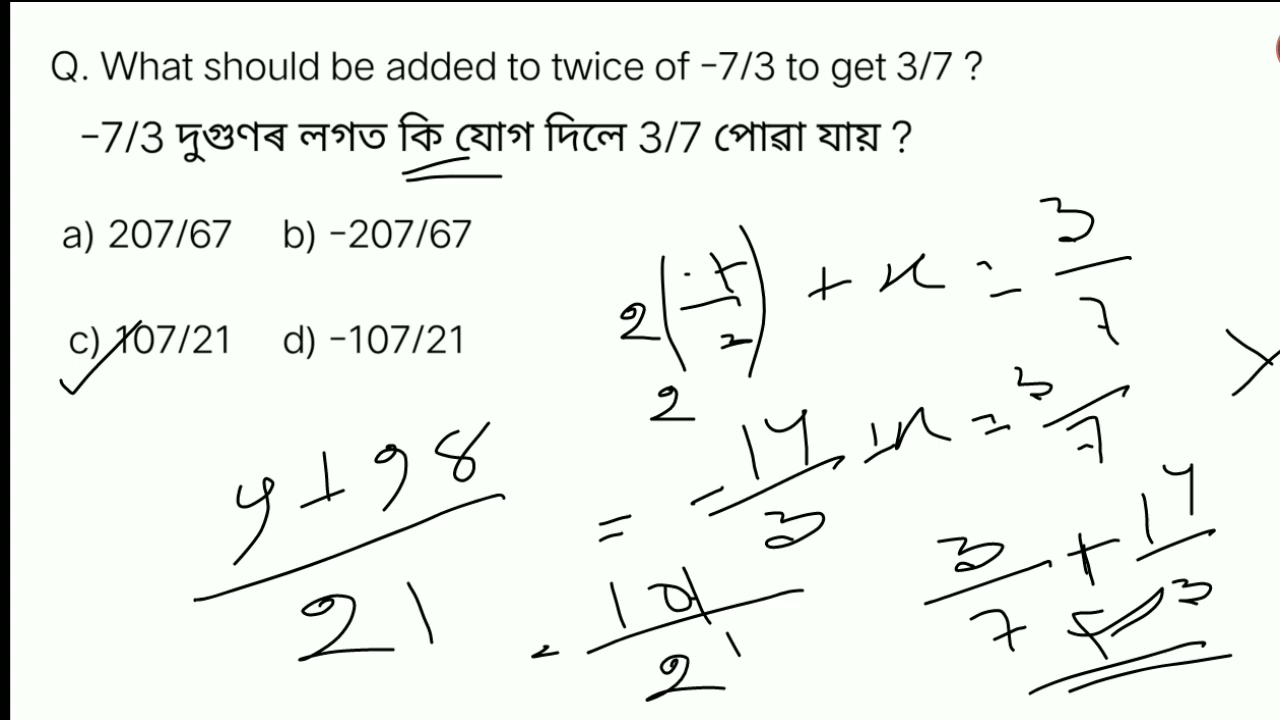 Q. What should be added to twice of -7/3 to get 3/7 ?
-7/3 দুগুণৰ লগত কি যোগ দিলে 3/7 পোৱা যায় ?
a) 207/67 b) -207/67
c) 107/21 d) -107/21
2(-7/2) + x = 3/7
2
= -14/3 + x = 3/7
3/7 + 14/3
9+98/21
= 107/21